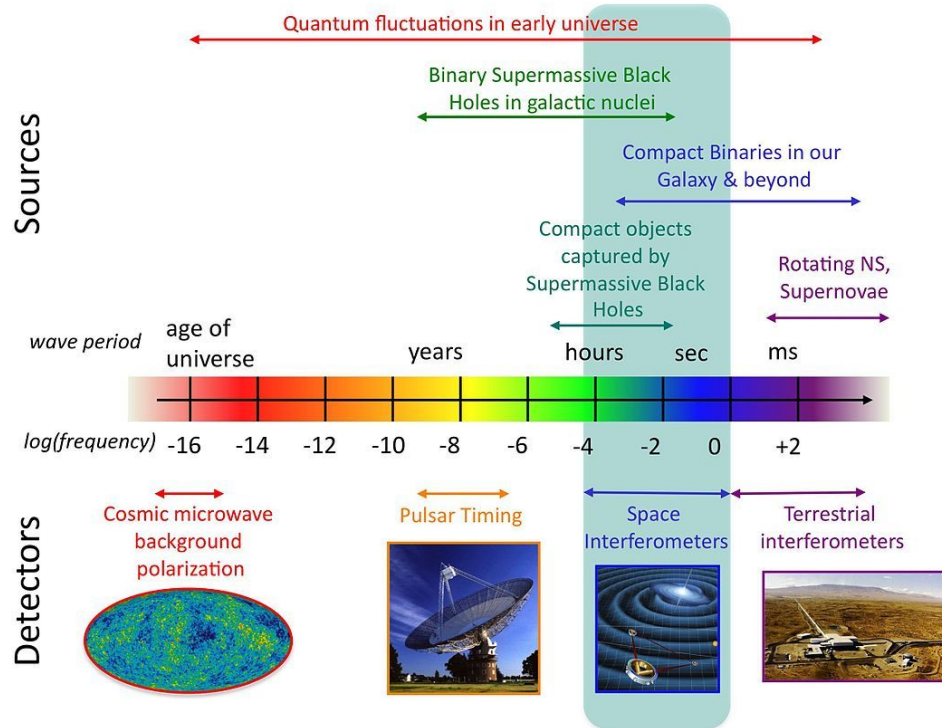 Quantum fluctuations in early universe
Binary Supermassive Black
Holes in galactic nuclei
Compact Binaries in our
Galaxy & beyond
Compact objects
captured by
Supermassive Black
Holes
Rotating NS,
Supernovae
Sources
wave period
age of
universe
years
hours
sec
ms
log(frequency)
-16
-14
-12
-10
-8
-6
-4
-2
0
+2
Detectors
Cosmic microwave
background
polarization
Pulsar Timing
Space
Interferometers
Terrestrial
interferometers